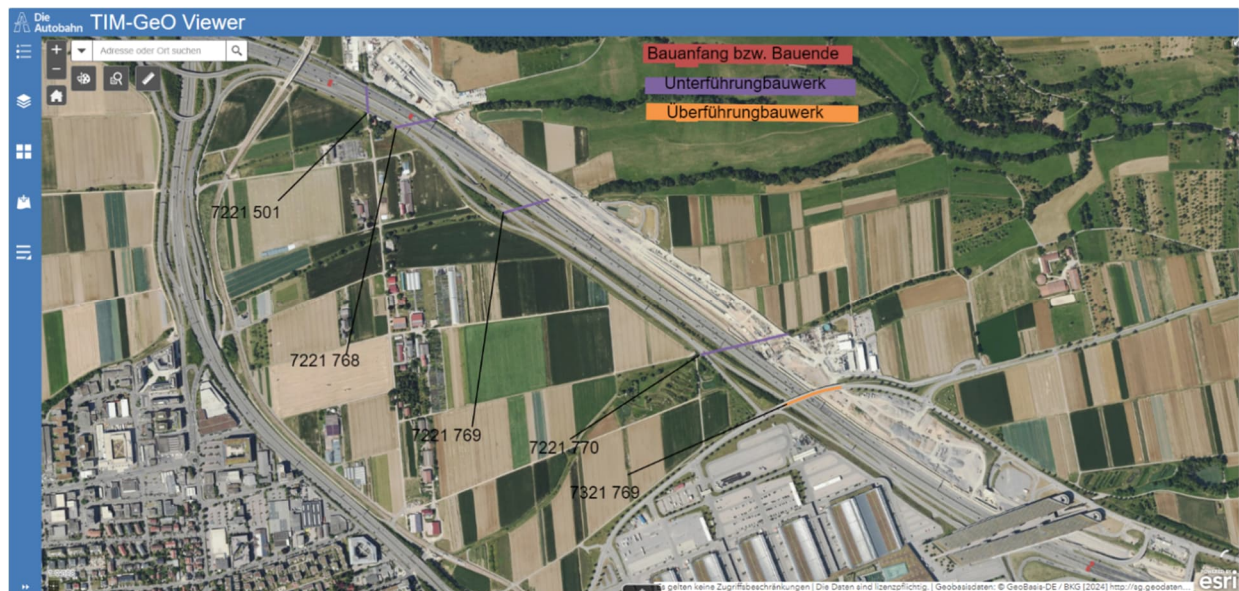 Die
Autobahn
TIM-GeO Viewer
Adresse oder Ort suchen
Bauanfang bzw. Bauende
Unterführungbauwerk
Überführungbauwerk
7221 501
7221 768
7221 769
7221 770
7321 769
Es gelten keine Zugriffsbeschränkungen | Die Daten sind lizenzpflichtig. | Geobasisdaten: © GeoBasis-DE / BKG [2024] http://sg.geodaten....
esri